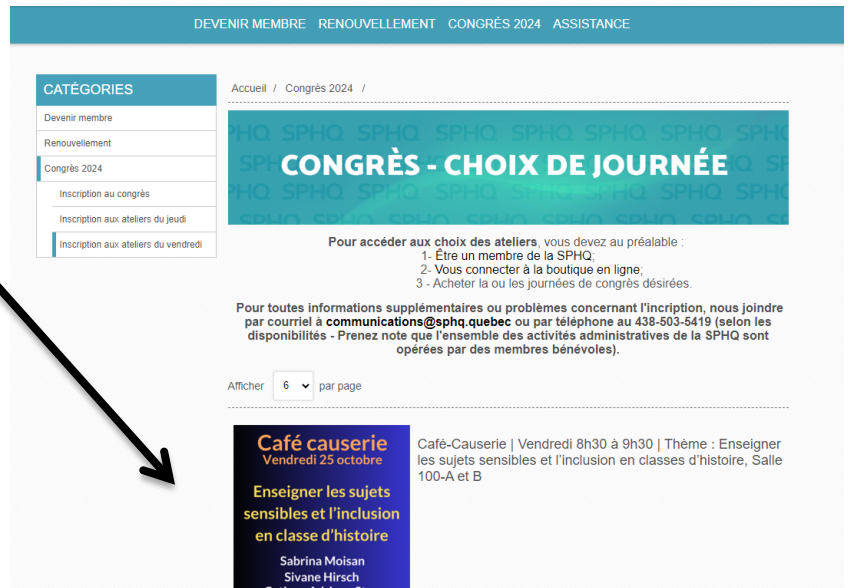 DEVENIR MEMBRE RENOUVELLEMENT CONGRÈS 2024 ASSISTANCE
CATÉGORIES
Devenir membre
Renouvellement
Congrès 2024
Inscription au congrès
Inscription aux ateliers du jeudi
Inscription aux ateliers du vendredi
Accueil / Congrès 2024 /
CONGRÈS - CHOIX DE JOURNÉE
Pour accéder aux choix des ateliers, vous devez au préalable :
1- Être un membre de la SPHQ;
2- Vous connecter à la boutique en ligne;
3 - Acheter la ou les journées de congrès désirées.
Pour toutes informations supplémentaires ou problèmes concernant l'incription, nous joindre
par courriel à communications@sphq.quebec ou par téléphone au 438-503-5419 (selon les
disponibilités - Prenez note que l'ensemble des activités administratives de la SPHQ sont
opérées par des membres bénévoles).
Afficher 6 par page
Café causerie
Vendredi 25 octobre
Enseigner les sujets
sensibles et l'inclusion
en classe d'histoire
Sabrina Moisan
Sivane Hirsch
Café-Causerie | Vendredi 8h30 à 9h30 | Thème : Enseigner
les sujets sensibles et l'inclusion en classes d'histoire, Salle
100-A et B